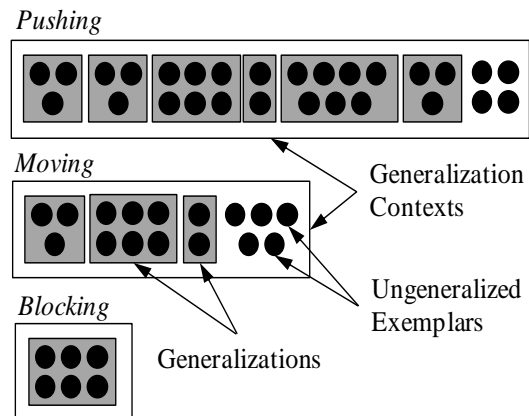 Pushing
Moving
Generalization
Contexts
Ungeneralized
Exemplars
Blocking
Generalizations